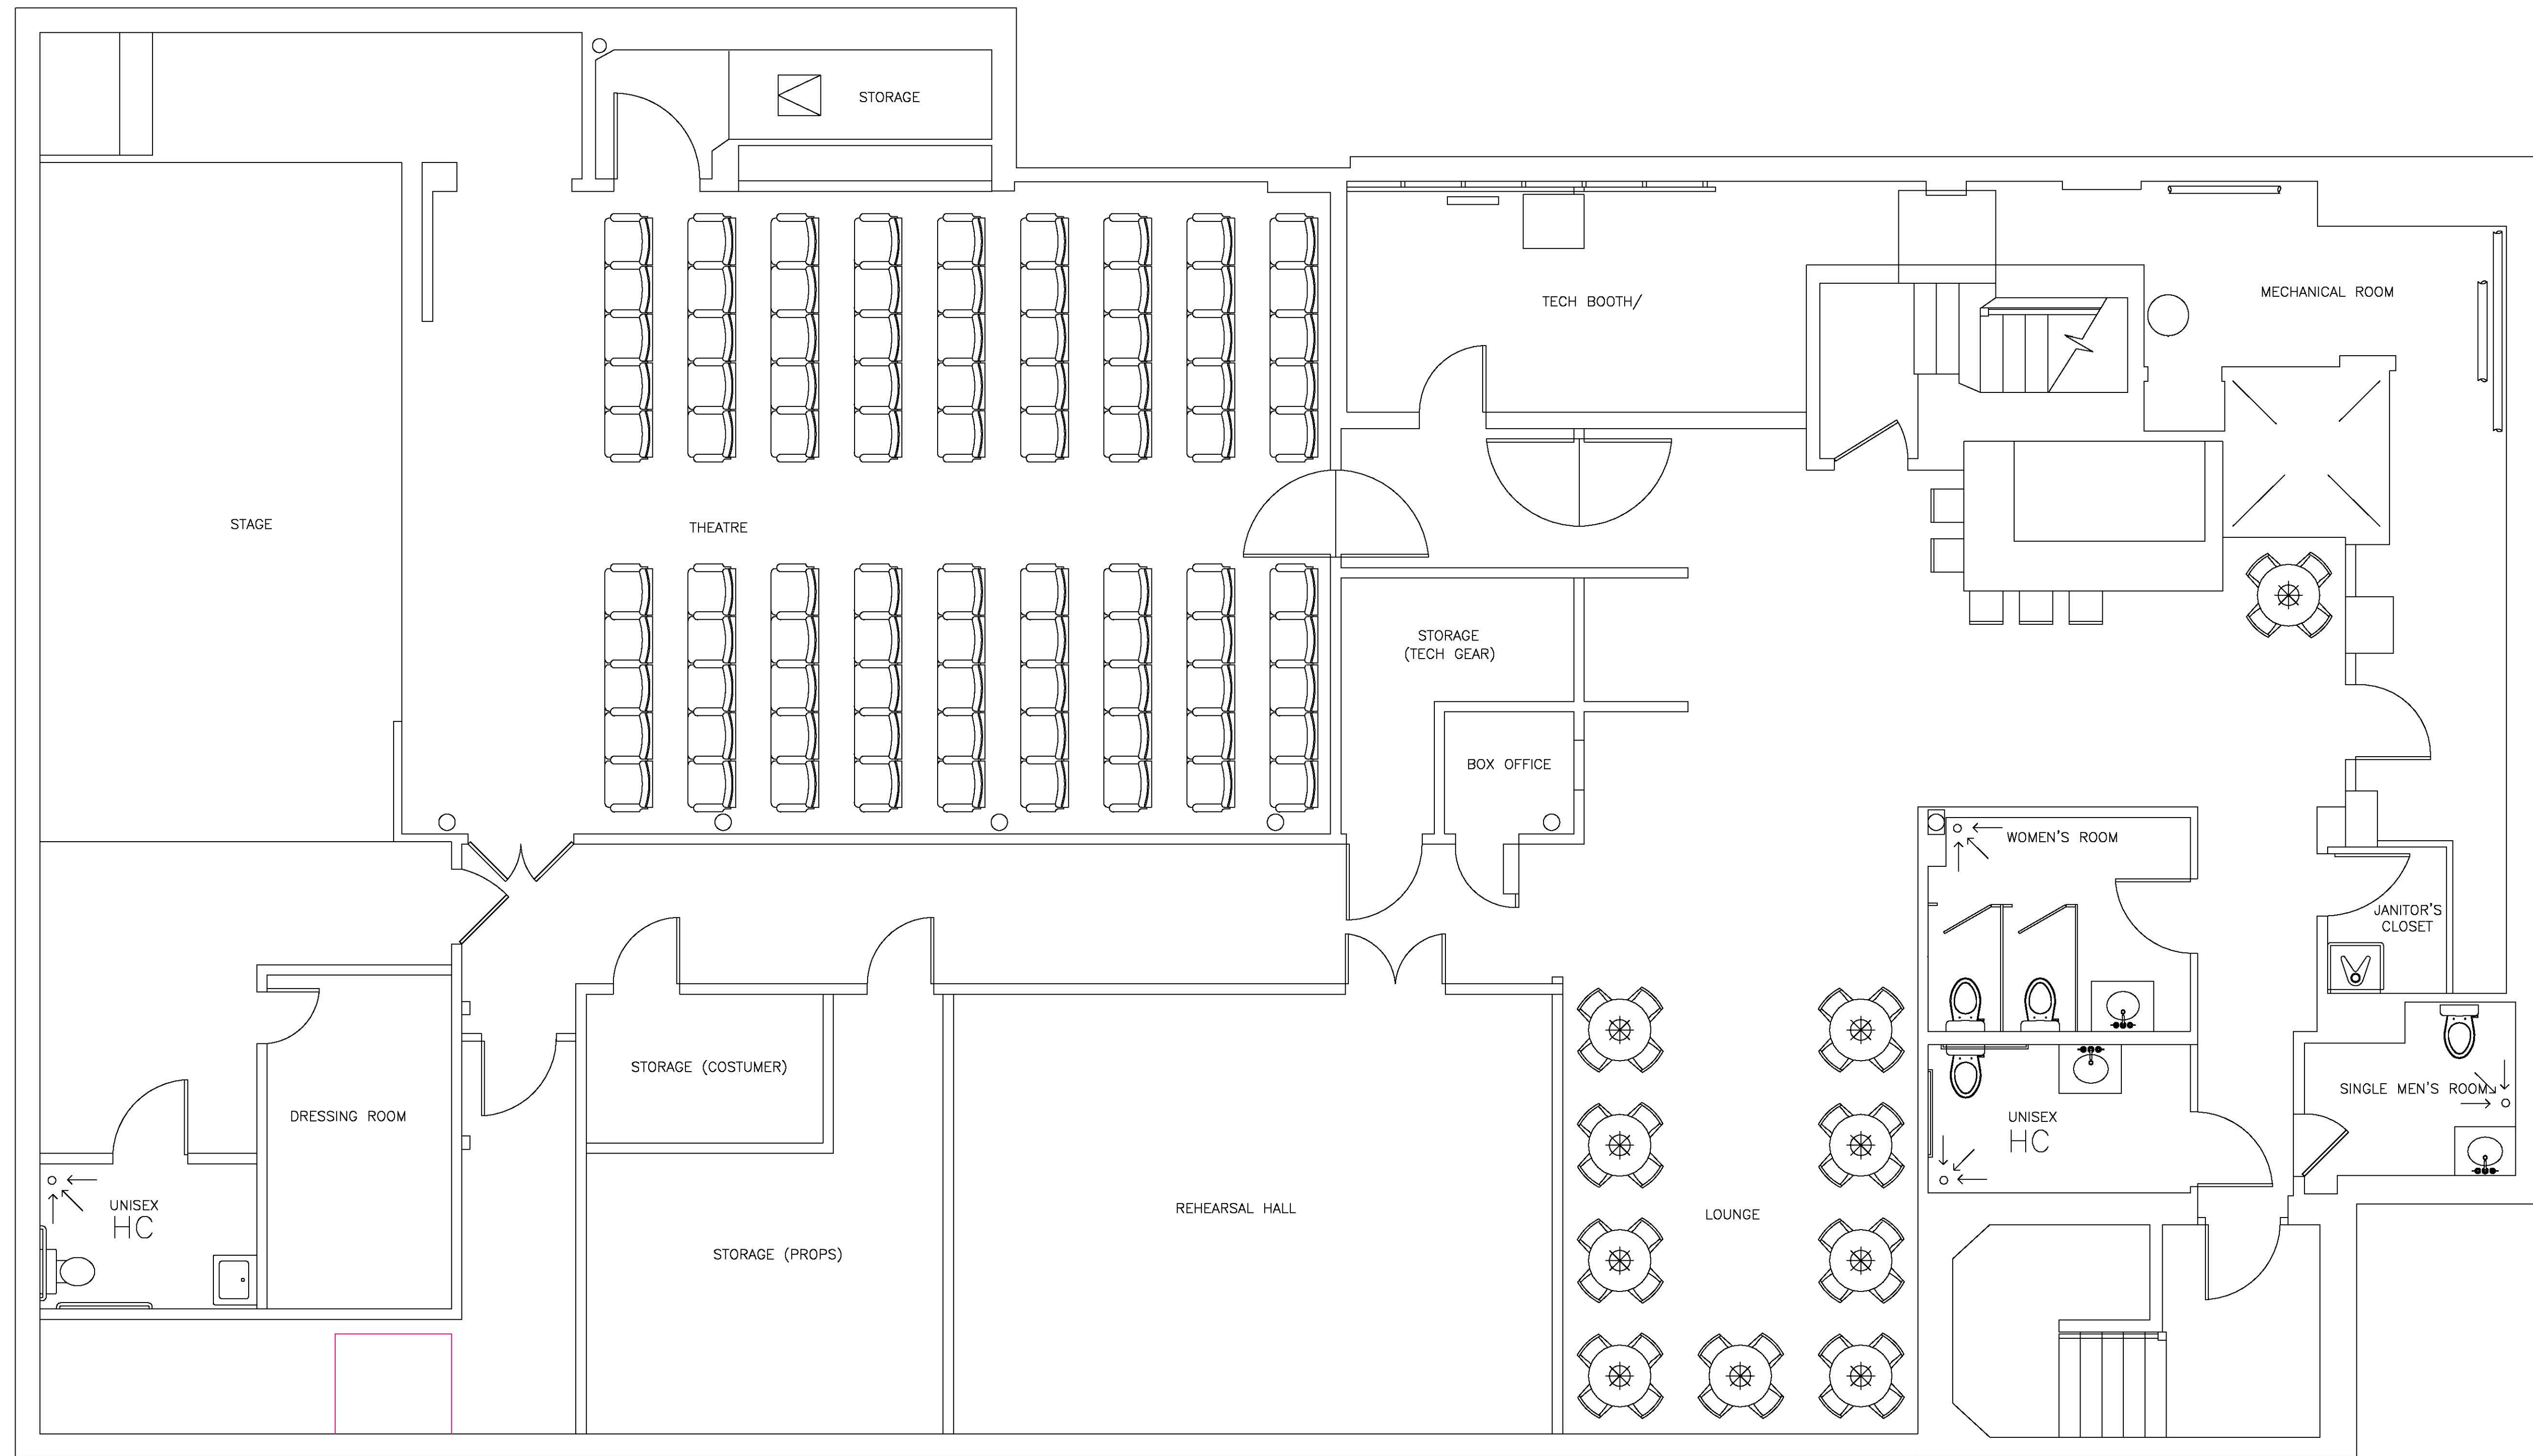 STORAGE
TECH BOOTH/
MECHANICAL ROOM
STAGE
THEATRE
STORAGE
(TECH GEAR)
BOX OFFICE
WOMEN'S ROOM
JANITOR'S
CLOSET
STORAGE (COSTUMER)
DRESSING ROOM
SINGLE MEN'S ROOM
UNISEX
HC
UNISEX
HC
REHEARSAL HALL
LOUNGE
STORAGE (PROPS)